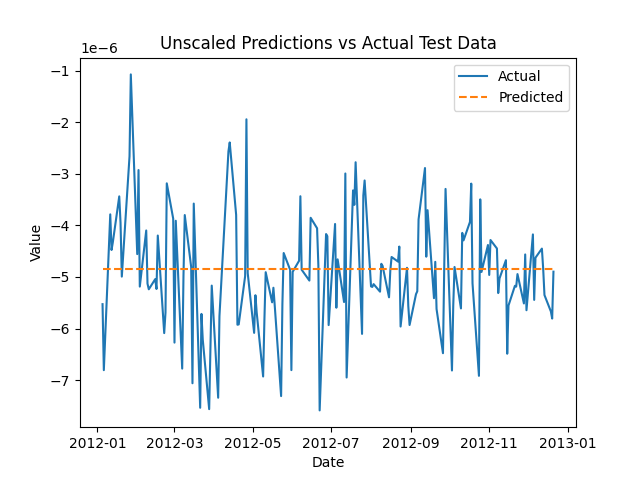 Unscaled Predictions vs Actual Test Data
1e−6
Actual
Predicted
−1
−2
−3
−4
−5
−6
−7
Value
2012-01 2012-03 2012-05 2012-07 2012-09 2012-11 2013-01
Date